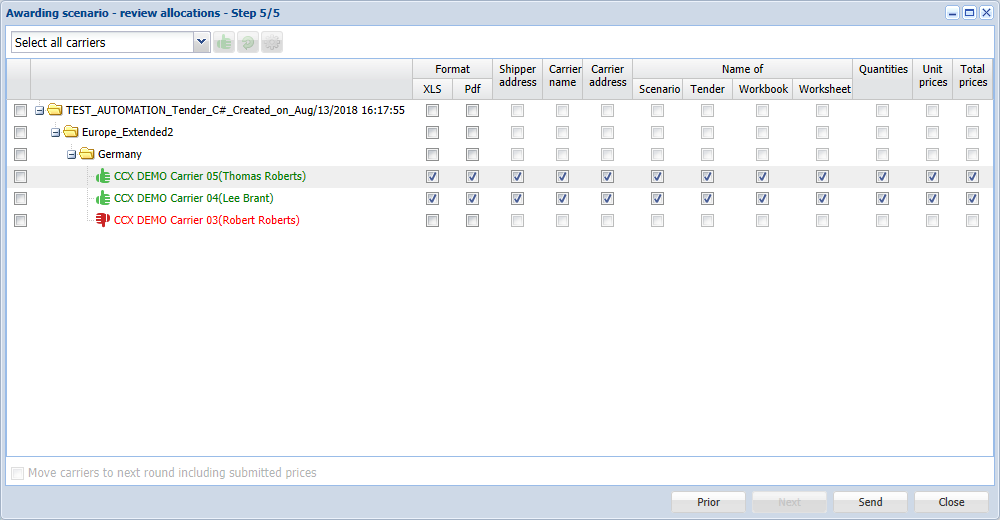 Awarding scenario - review allocations - Step 5/5
Select all carriers
Format
Shipper address
Carrier name
Carrier address
Name of
Quantities
Unit prices
Total prices
XLS
Pdf
Scenario
Tender
Workbook
Worksheet
TEST_AUTOMATION_Tender_C#_Created_on_Aug/13/2018 16:17:55
Europe_Extended2
Germany
CCX DEMO Carrier 05(Thomas Roberts)
CCX DEMO Carrier 04(Lee Brant)
CCX DEMO Carrier 03(Robert Roberts)
Move carriers to next round including submitted prices
Prior
Next
Send
Close